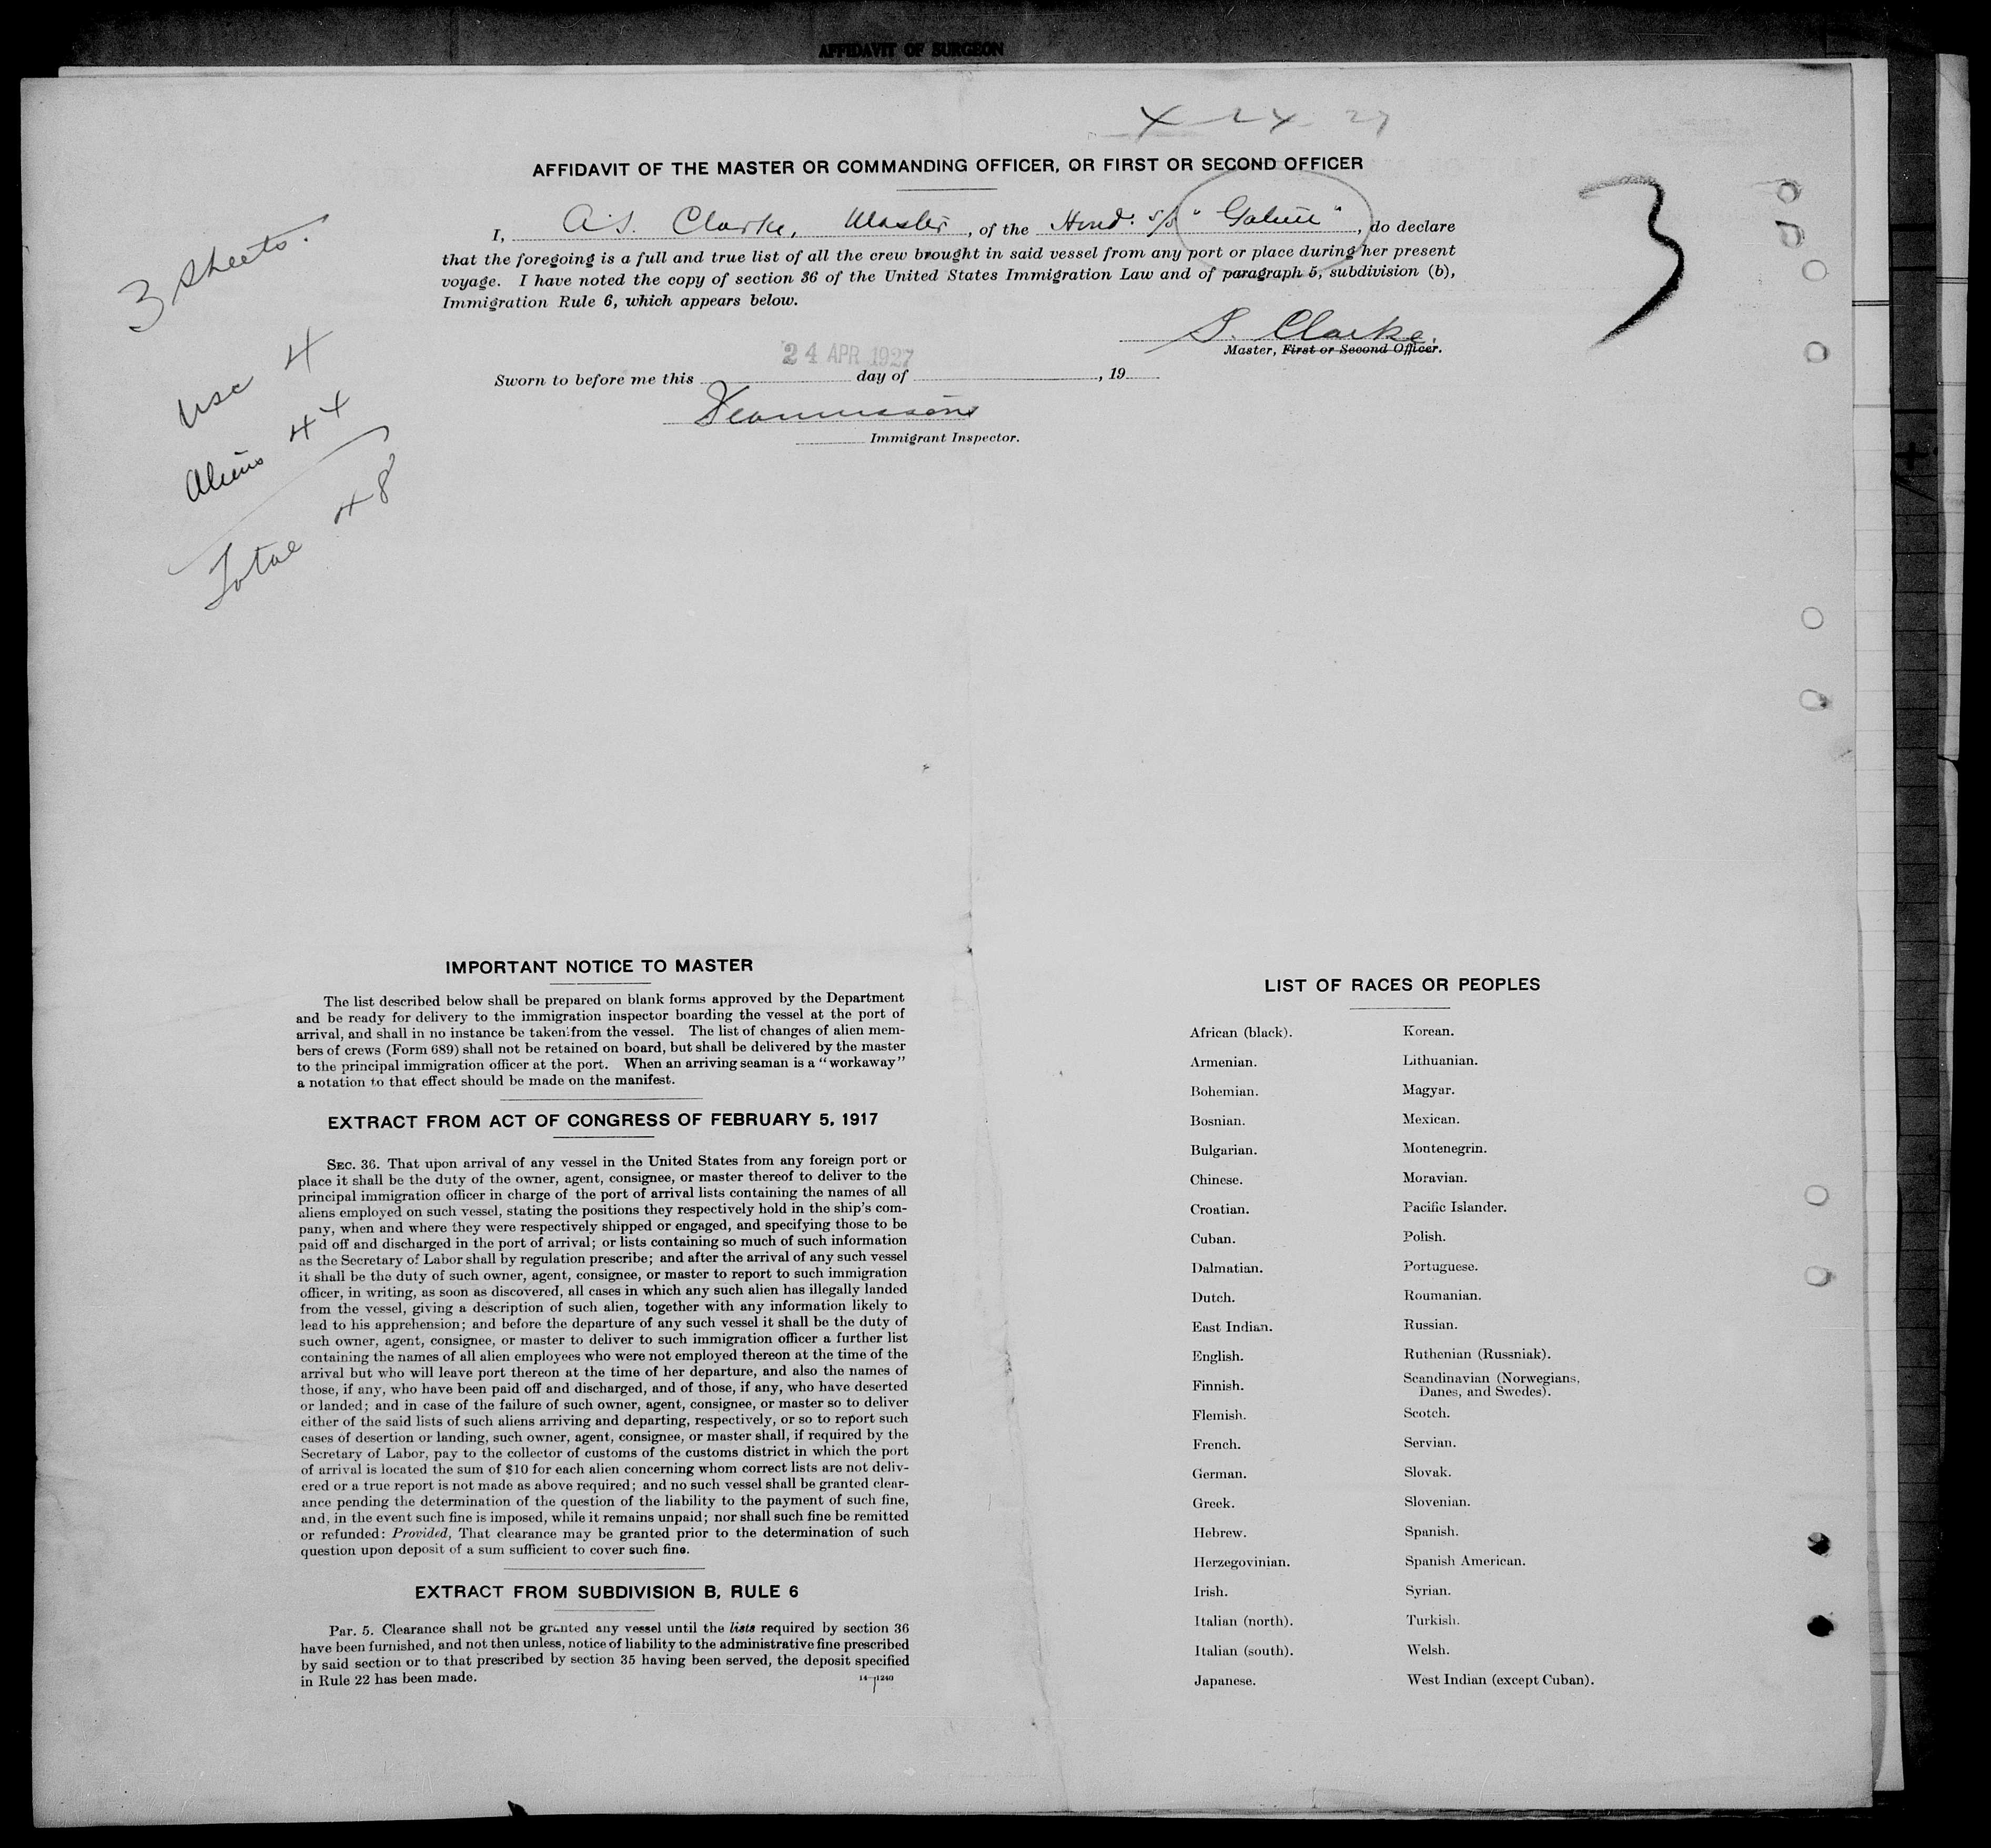 AFFIDAVIT OF SURGEON
4 24 27
AFFIDAVIT OF THE MASTER OR COMMANDING OFFICER, OR FIRST OR SECOND OFFICER
3
3 sheets.
I, A. S. Clarke, Master, of the Hond. s/s " ", do declare
that the foregoing is a full and true list of all the crew brought in said vessel from any port or place during her present
voyage. I have noted the copy of section 36 of the United States Immigration Law and of paragraph 5, subdivision (b),
Immigration Rule 6, which appears below.
S. Clarke.
Master, First or Second Officer.
24 APR 1927
Sworn to before me this day of , 19
Immigrant Inspector.
USC 4
Aliens 44
Total 48
IMPORTANT NOTICE TO MASTER
The list described below shall be prepared on blank forms approved by the Department
and be ready for delivery to the immigration inspector boarding the vessel at the port of
arrival, and shall in no instance be taken from the vessel. The list of changes of alien mem-
bers of crews (Form 689) shall not be retained on board, but shall be delivered by the master
to the principal immigration officer at the port. When an arriving seaman is a "workaway"
a notation to that effect should be made on the manifest.
EXTRACT FROM ACT OF CONGRESS OF FEBRUARY 5, 1917
SEC. 36. That upon arrival of any vessel in the United States from any foreign port or
place it shall be the duty of the owner, agent, consignee, or master thereof to deliver to the
principal immigration officer in charge of the port of arrival lists containing the names of all
aliens employed on such vessel, stating the positions they respectively hold in the ship's com-
pany, when and where they were respectively shipped or engaged, and specifying those to be
paid off and discharged in the port of arrival; or lists containing so much of such information
as the Secretary of Labor shall by regulation prescribe; and after the arrival of any such vessel
it shall be the duty of such owner, agent, consignee, or master to report to such immigration
officer, in writing, as soon as discovered, all cases in which any such alien has illegally landed
from the vessel, giving a description of such alien, together with any information likely to
lead to his apprehension; and before the departure of any such vessel it shall be the duty of
such owner, agent, consignee, or master to deliver to such immigration officer a further list
containing the names of all alien employees who were not employed thereon at the time of the
arrival but who will leave port thereon at the time of her departure, and also the names of
those, if any, who have been paid off and discharged, and of those, if any, who have deserted
or landed; and in case of the failure of such owner, agent, consignee, or master so to deliver
either of the said lists of such aliens arriving and departing, respectively, or so to report such
cases of desertion or landing, such owner, agent, consignee, or master shall, if required by the
Secretary of Labor, pay to the collector of customs of the customs district in which the port
of arrival is located the sum of $10 for each alien concerning whom correct lists are not deliv-
ered or a true report is not made as above required; and no such vessel shall be granted clear-
ance pending the determination of the question of the liability to the payment of such fine,
and, in the event such fine is imposed, while it remains unpaid; nor shall such fine be remitted
or refunded: Provided, That clearance may be granted prior to the determination of such
question upon deposit of a sum sufficient to cover such fine.
EXTRACT FROM SUBDIVISION B, RULE 6
Par. 5. Clearance shall not be granted any vessel until the lists required by section 36
have been furnished, and not then unless, notice of liability to the administrative fine prescribed
by said section or to that prescribed by section 35 having been served, the deposit specified
in Rule 22 has been made.
14—1240
LIST OF RACES OR PEOPLES
African (black). Korean.
Armenian. Lithuanian.
Bohemian. Magyar.
Bosnian. Mexican.
Bulgarian. Montenegrin.
Chinese. Moravian.
Croatian. Pacific Islander.
Cuban. Polish.
Dalmatian. Portuguese.
Dutch. Roumanian.
East Indian. Russian.
English. Ruthenian (Russniak).
Finnish. Scandinavian (Norwegians,
Danes, and Swedes).
Flemish. Scotch.
French. Servian.
German. Slovak.
Greek. Slovenian.
Hebrew. Spanish.
Herzegovinian. Spanish American.
Irish. Syrian.
Italian (north). Turkish.
Italian (south). Welsh.
Japanese. West Indian (except Cuban).